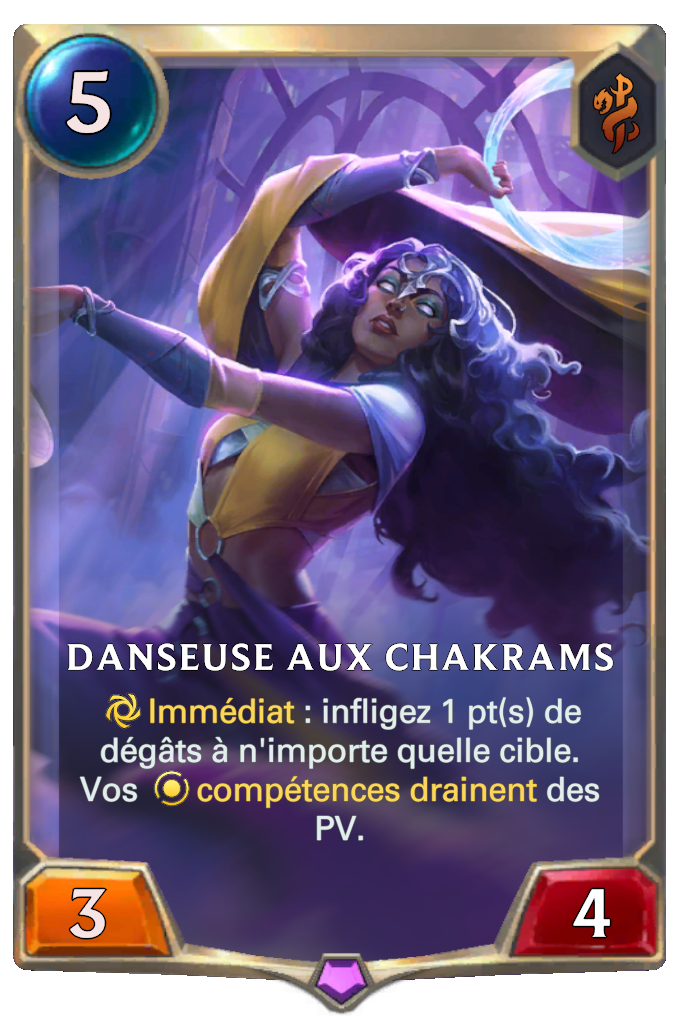 5
DANSEUSE AUX CHAKRAMS
Immédiat : infligez 1 pt(s) de
dégâts à n'importe quelle cible.
Vos compétences drainent des
PV.
3
4